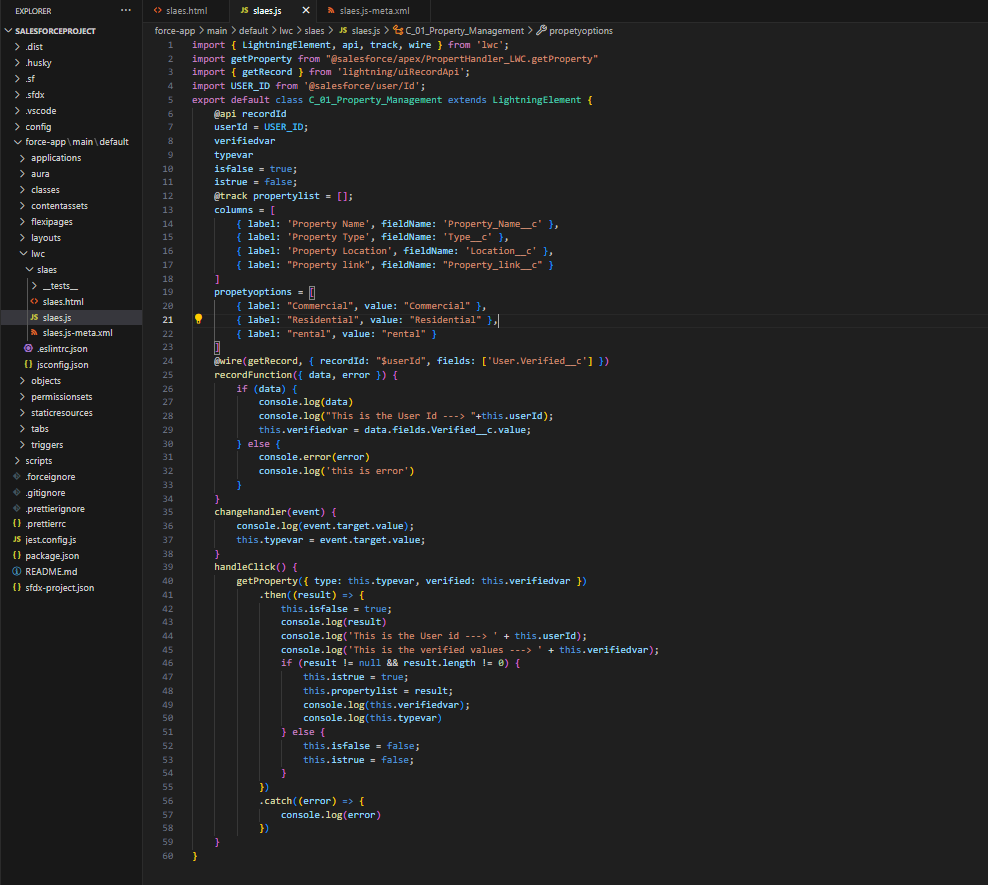 EXPLORER
SALESFORCEPROJECT
.dist
.husky
.sf
.sfdx
.vscode
config
force-app\main\default
applications
aura
classes
contentassets
flexipages
layouts
lwc
slaes
__tests__
slaes.html
slaes.js
slaes.js-meta.xml
.eslintrc.json
jsconfig.json
objects
permissionsets
staticresources
tabs
triggers
scripts
.forceignore
.gitignore
.prettierignore
.prettierrc
jest.config.js
package.json
README.md
sfdx-project.json
slaes.html JS slaes.js slaes.js-meta.xml
force-app > main > default > lwc > slaes > JS slaes.js > C_01_Property_Management > propetyoptions
1 import { LightningElement, api, track, wire } from 'lwc';
2 import getProperty from "@salesforce/apex/PropertHandler_LWC.getProperty"
3 import { getRecord } from 'lightning/uiRecordApi';
4 import USER_ID from '@salesforce/user/Id';
5 export default class C_01_Property_Management extends LightningElement {
6 @api recordId
7 userId = USER_ID;
8 verifiedvar
9 typevar
10 isfalse = true;
11 istrue = false;
12 @track propertylist = [];
13 columns = [
14 { label: 'Property Name', fieldName: 'Property_Name__c' },
15 { label: 'Property Type', fieldName: 'Type__c' },
16 { label: 'Property Location', fieldName: 'Location__c' },
17 { label: "Property link", fieldName: "Property_link__c" }
18 ]
19 propetyoptions = [
20 { label: "Commercial", value: "Commercial" },
21 { label: "Residential", value: "Residential" },
22 { label: "rental", value: "rental" }
23 ]
24 @wire(getRecord, { recordId: "$userId", fields: ['User.Verified__c'] })
25 recordFunction({ data, error }) {
26 if (data) {
27 console.log(data)
28 console.log("This is the User Id ---> "+this.userId);
29 this.verifiedvar = data.fields.Verified__c.value;
30 } else {
31 console.error(error)
32 console.log('this is error')
33 }
34 }
35 changehandler(event) {
36 console.log(event.target.value);
37 this.typevar = event.target.value;
38 }
39 handleClick() {
40 getProperty({ type: this.typevar, verified: this.verifiedvar })
41 .then((result) => {
42 this.isfalse = true;
43 console.log(result)
44 console.log('This is the User id ---> ' + this.userId);
45 console.log('This is the verified values ---> ' + this.verifiedvar);
46 if (result != null && result.length != 0) {
47 this.istrue = true;
48 this.propertylist = result;
49 console.log(this.verifiedvar);
50 console.log(this.typevar)
51 } else {
52 this.isfalse = false;
53 this.istrue = false;
54 }
55 })
56 .catch((error) => {
57 console.log(error)
58 })
59 }
60 }